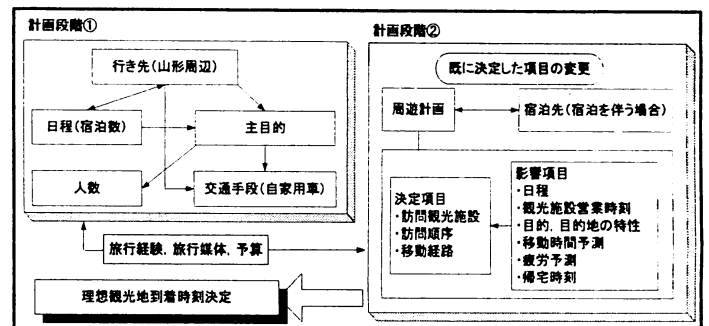 計画段階①
行き先(山形周辺)
日程(宿泊数)
主目的
人数
交通手段(自家用車)
旅行経験, 旅行媒体, 予算
理想観光地到着時刻決定
計画段階②
既に決定した項目の変更
周遊計画
宿泊先(宿泊を伴う場合)
決定項目
・訪問観光施設
・訪問順序
・移動経路
影響項目
・日程
・観光施設営業時刻
・目的, 目的地の特性
・移動時間予測
・疲労予測
・帰宅時刻